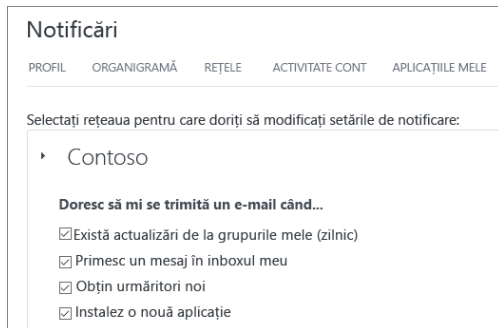 Notificări
PROFIL ORGANIGRAMĂ REȚELE ACTIVITATE CONT APLICAȚIILE MELE
Selectați rețeaua pentru care doriți să modificați setările de notificare:
Contoso
Doresc să mi se trimită un e-mail când...
Există actualizări de la grupurile mele (zilnic)
Primesc un mesaj în inboxul meu
Obțin urmăritori noi
Instalez o nouă aplicație